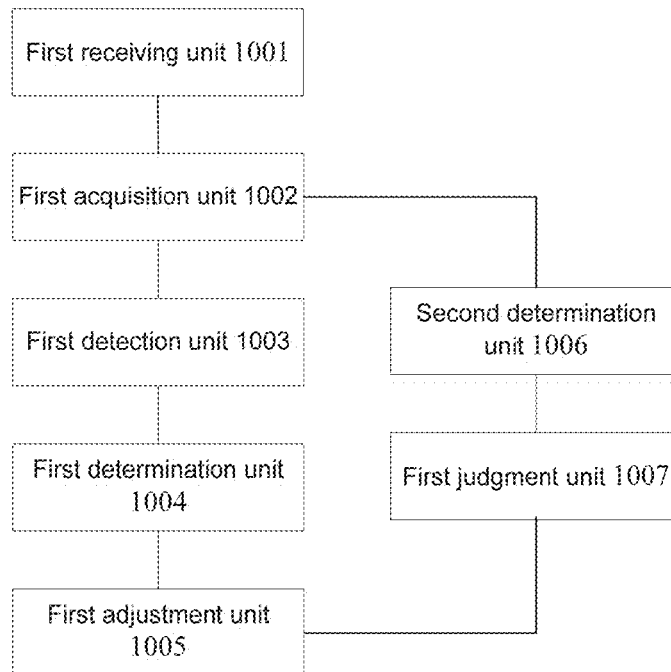 First receiving unit 1001
First acquisition unit 1002
First detection unit 1003
First determination unit
1004
First adjustment unit
1005
Second determination
unit 1006
First judgment unit 1007